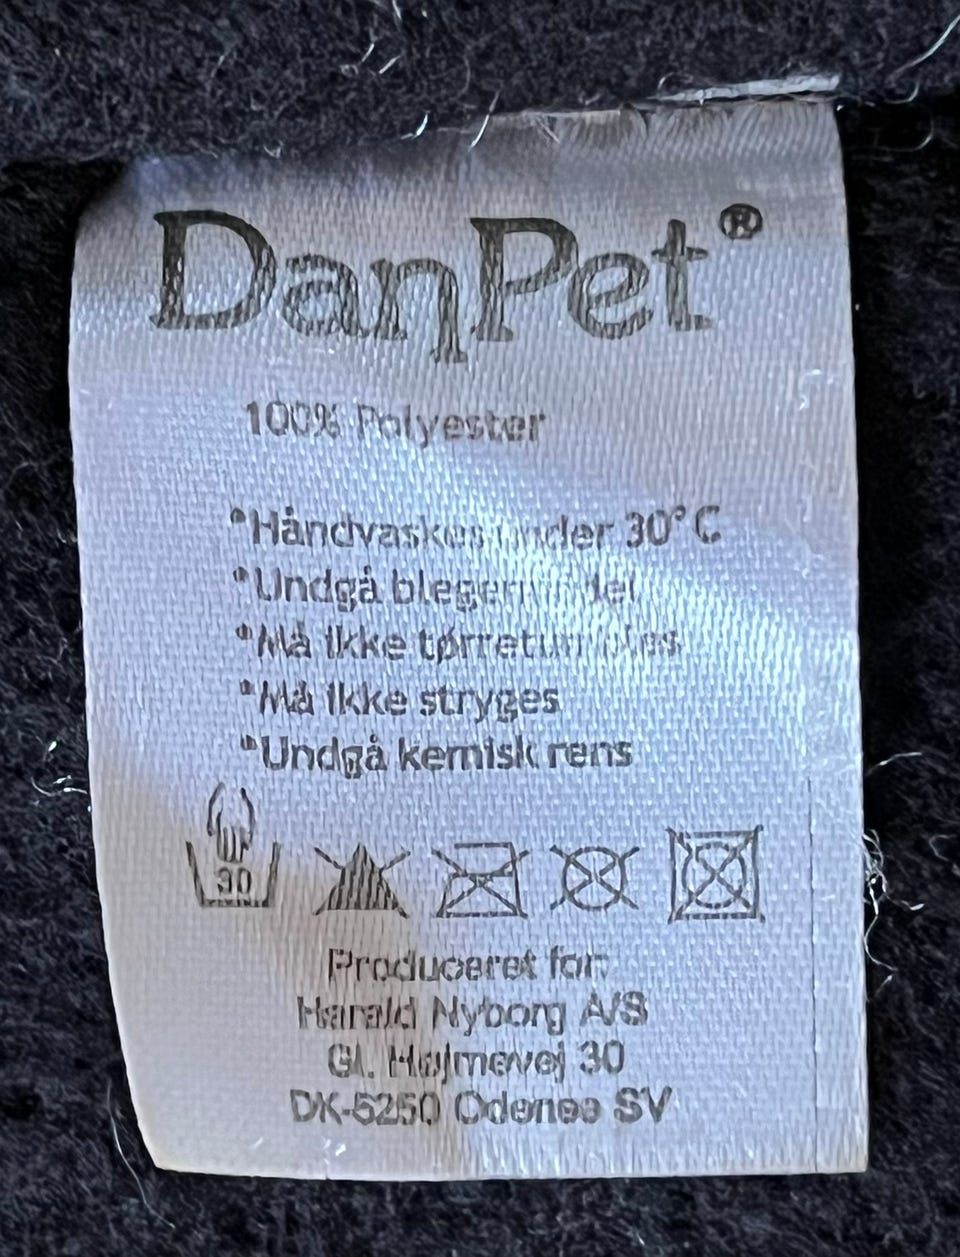 DanPet®
100% Polyester
*Håndvaskes under 30°C
*Undgå blegemiddel
*Må ikke tørretumbles
*Må ikke stryges
*Undgå kemisk rens
30
Produceret for:
Harald Nyborg A/S
Gl. Højmevej 30
DK-5250 Odense SV